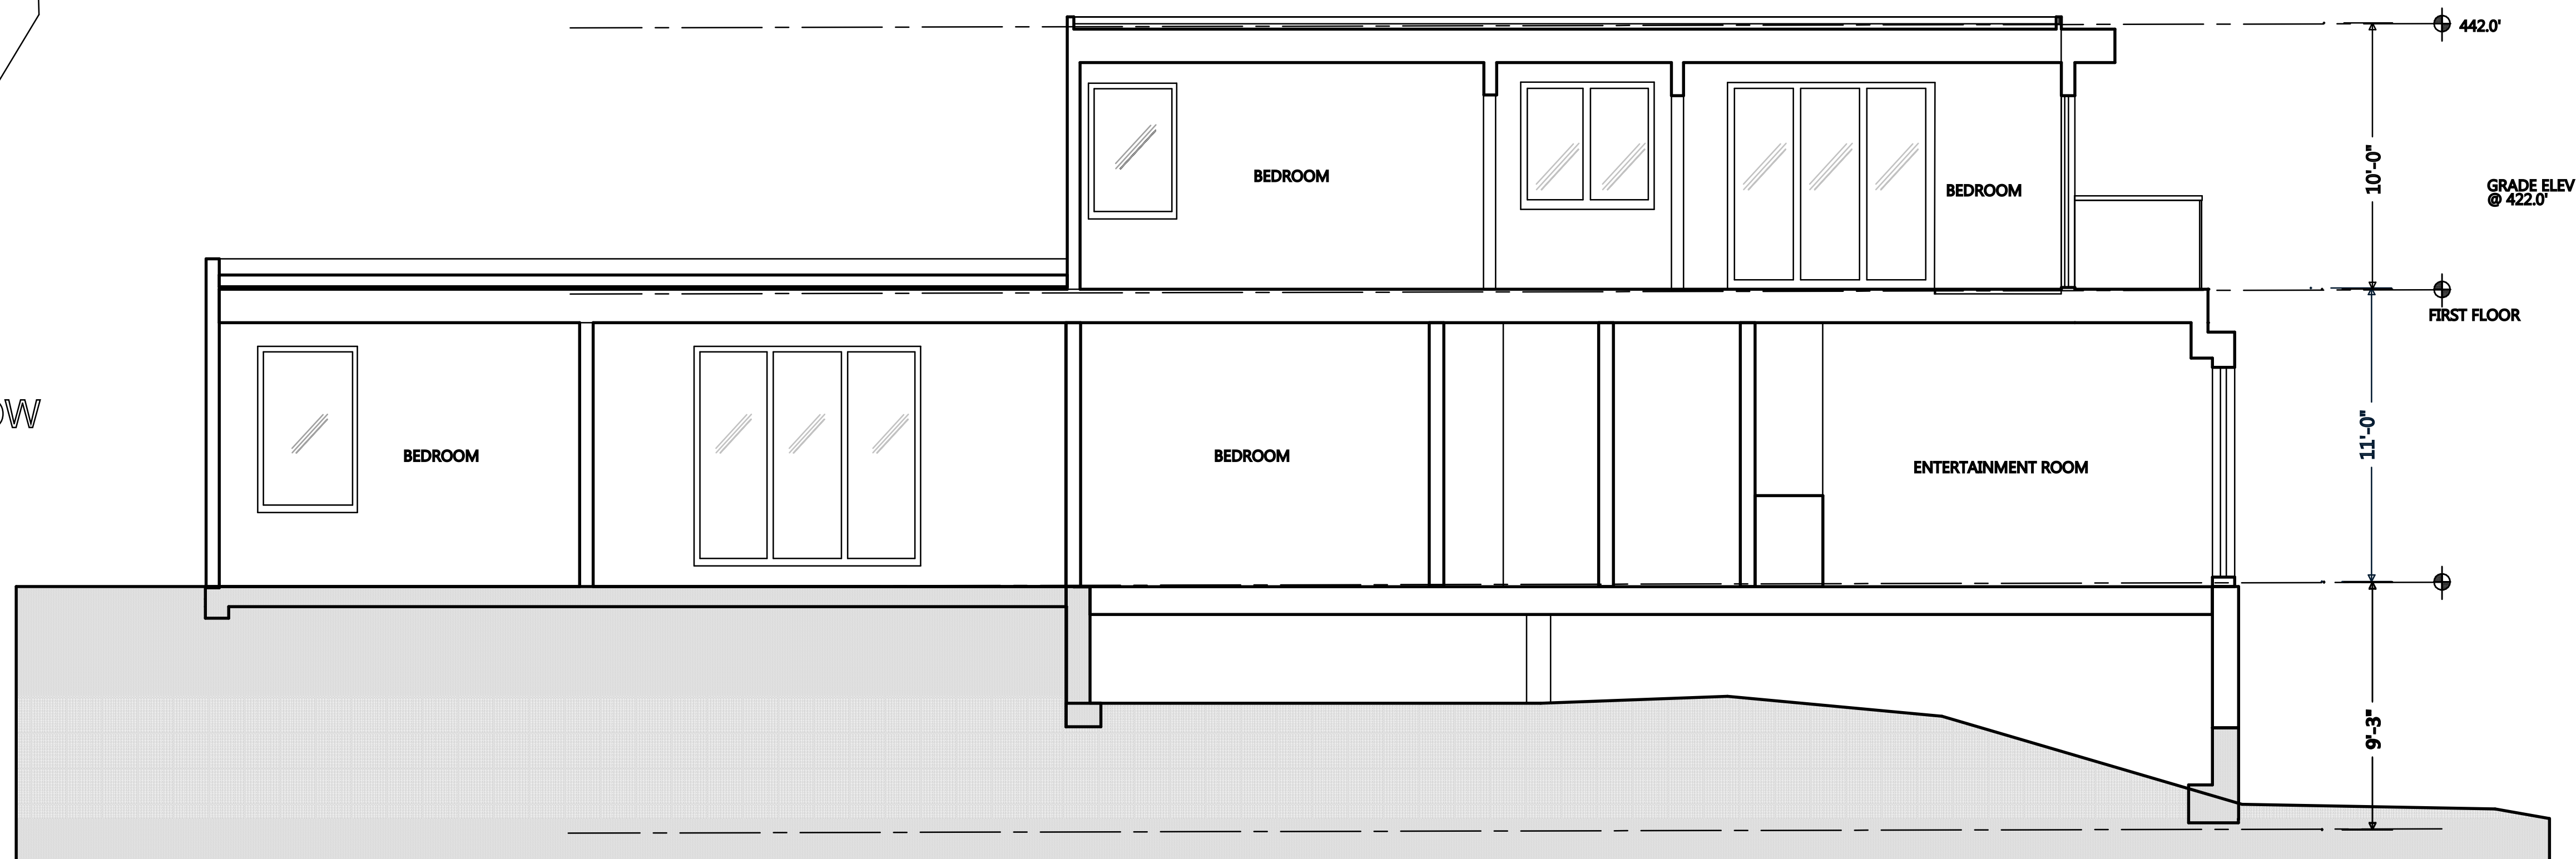 442.0'
10'-0"
BEDROOM
BEDROOM
GRADE ELEV
@ 422.0'
FIRST FLOOR
OW
11'-0"
BEDROOM
BEDROOM
ENTERTAINMENT ROOM
9'-3"